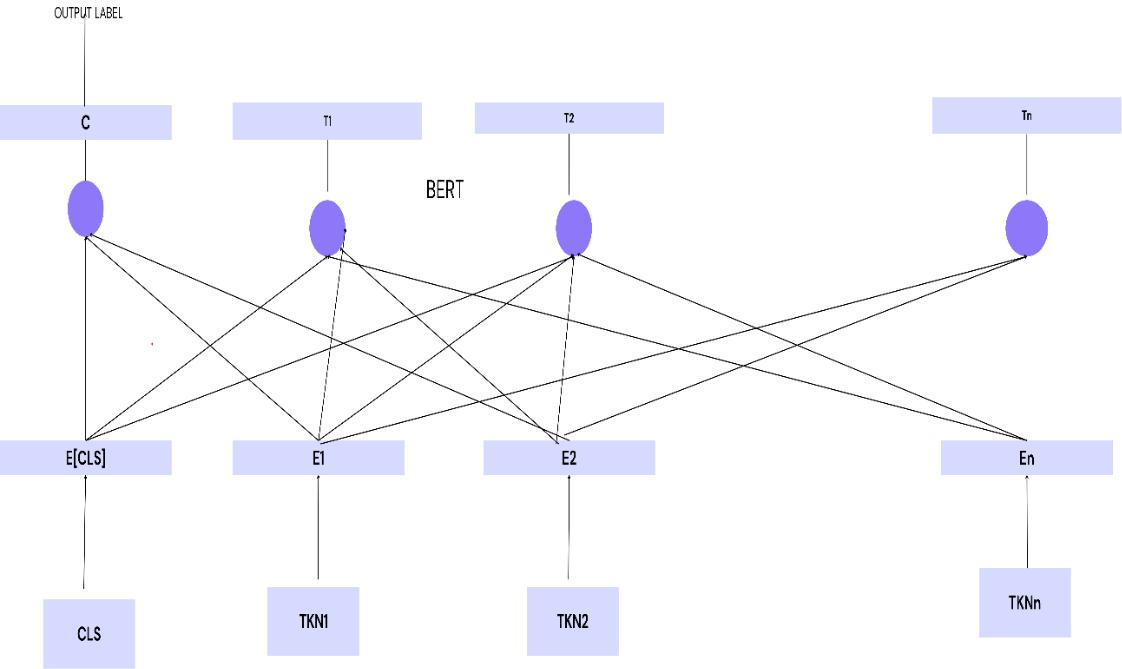 OUTPUT LABEL
C
T1
T2
Tn
BERT
E[CLS]
E1
E2
En
CLS
TKN1
TKN2
TKNn